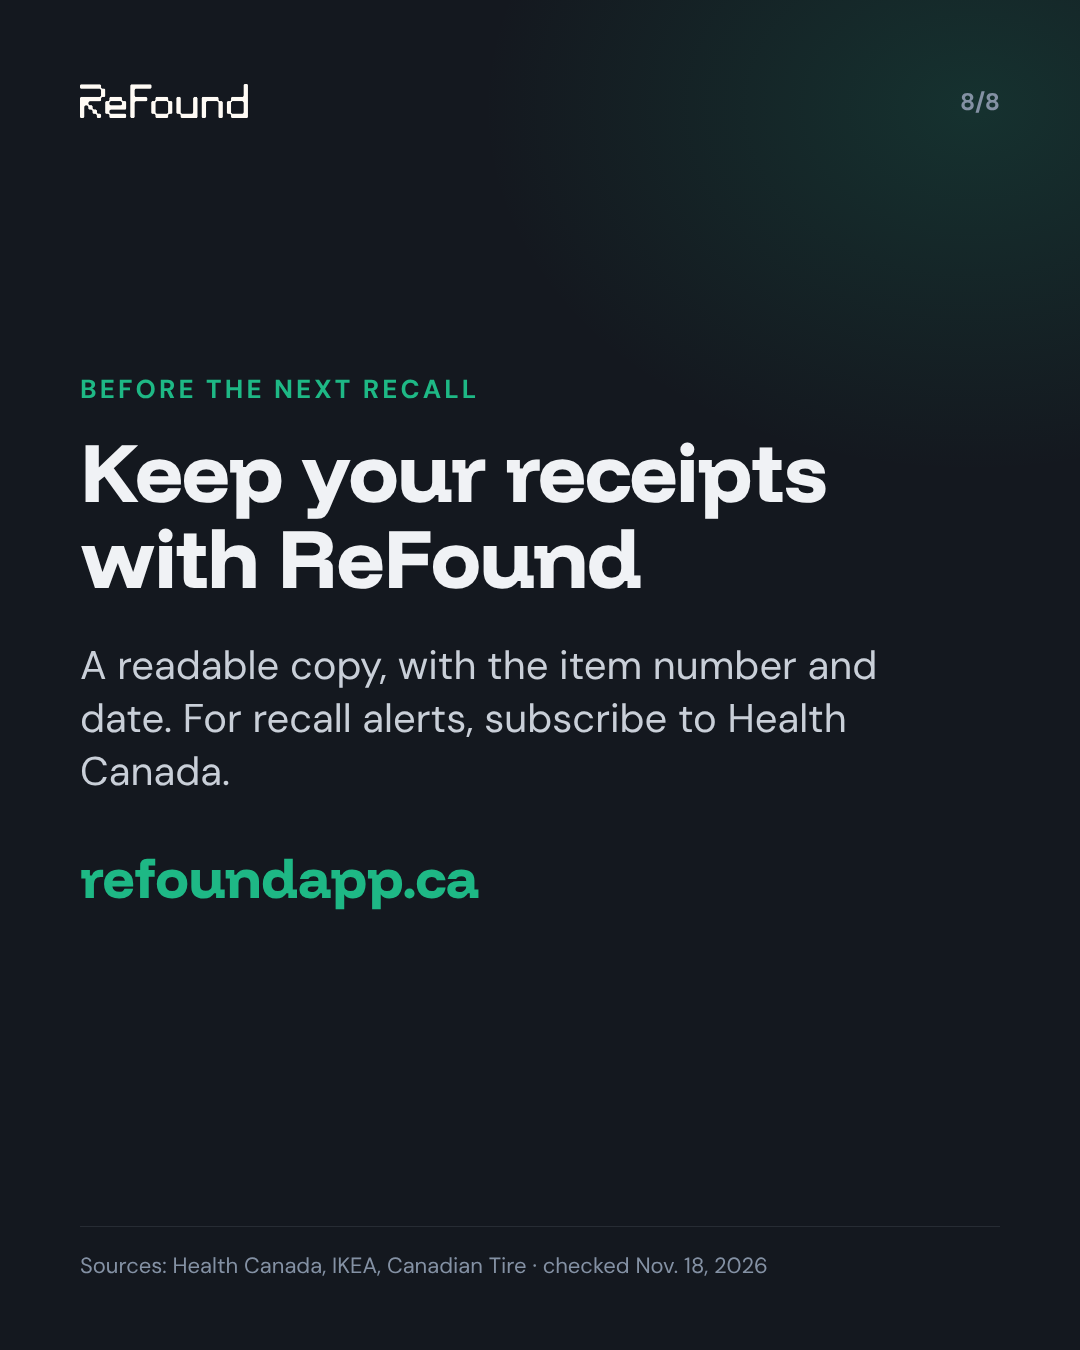 ReFound
8/8
BEFORE THE NEXT RECALL
Keep your receipts
with ReFound
A readable copy, with the item number and
date. For recall alerts, subscribe to Health
Canada.
refoundapp.ca
Sources: Health Canada, IKEA, Canadian Tire · checked Nov. 18, 2026